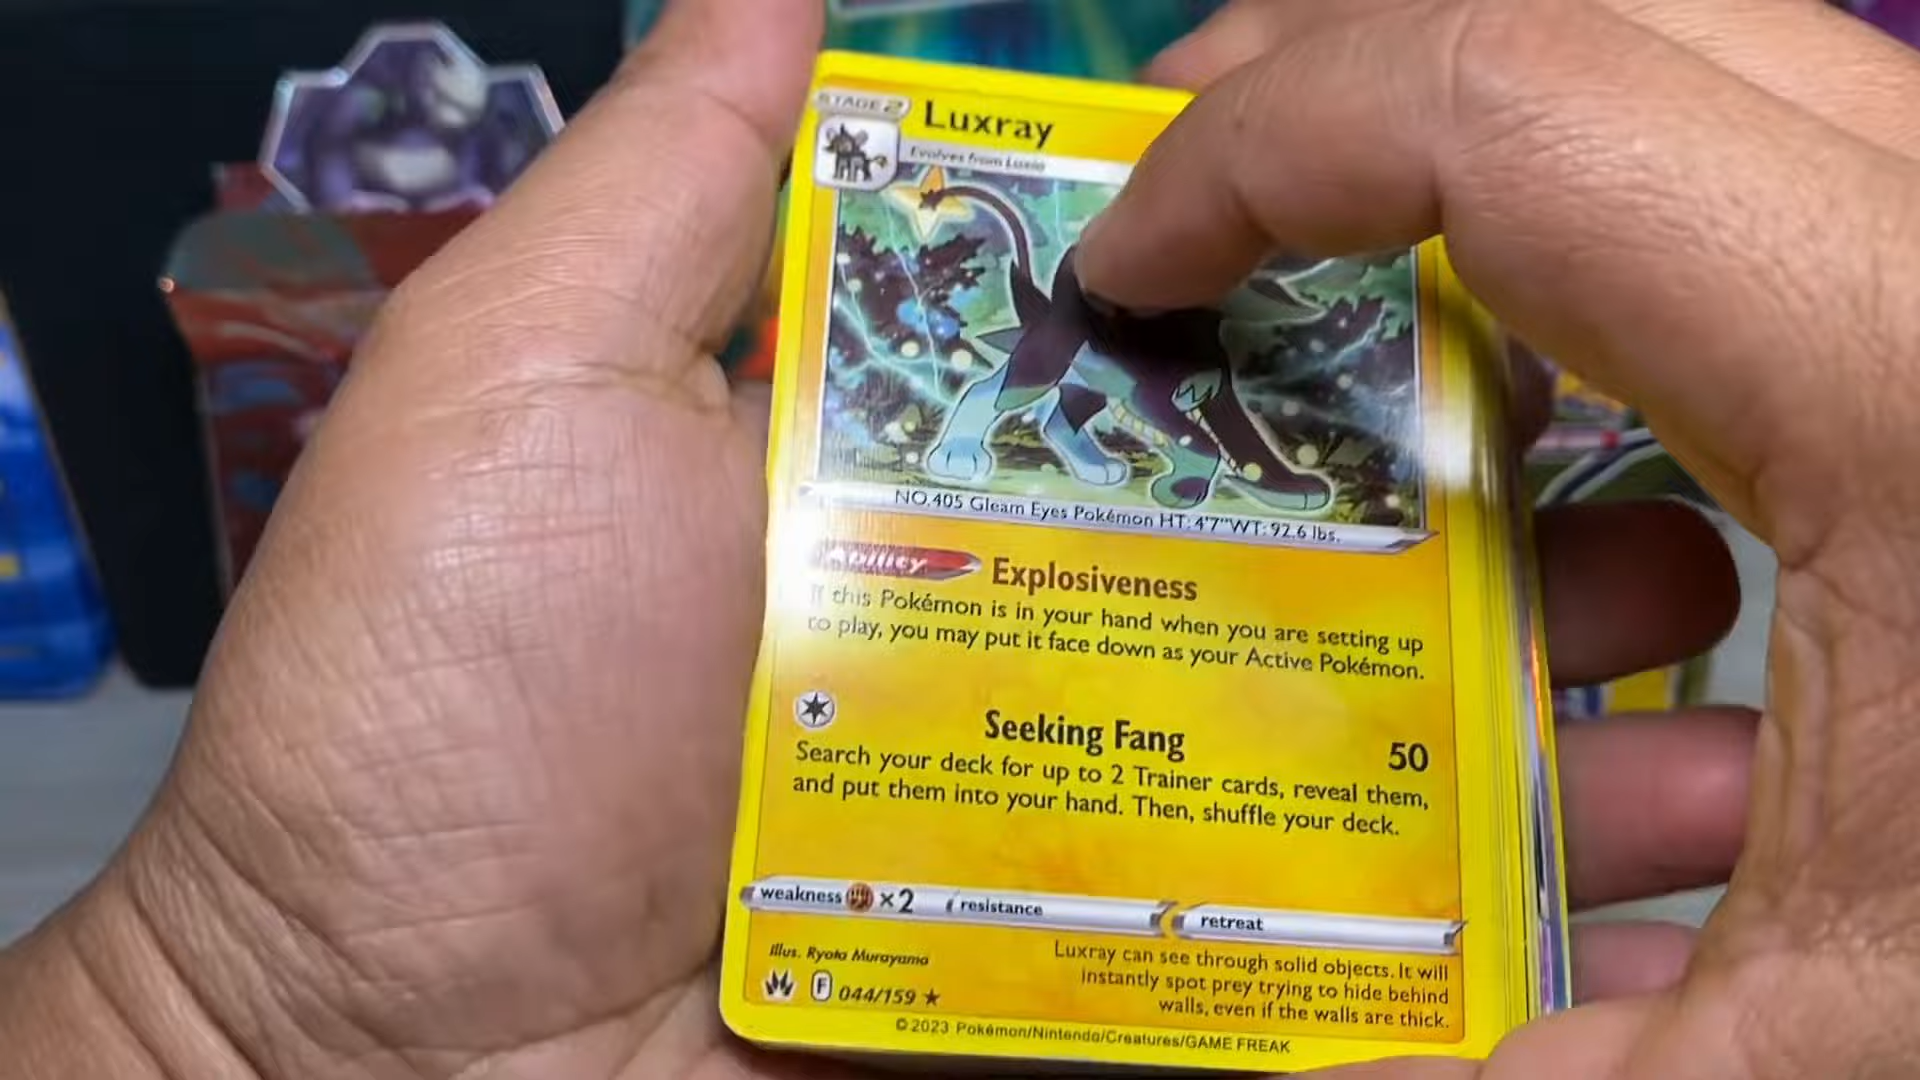 STAGE 2
Luxray
Evolves from Luxio
NO.405 Gleam Eyes Pokémon HT: 4'7" WT: 92.6 lbs.
Ability
Explosiveness
If this Pokémon is in your hand when you are setting up
to play, you may put it face down as your Active Pokémon.
Seeking Fang 50
Search your deck for up to 2 Trainer cards, reveal them,
and put them into your hand. Then, shuffle your deck.
weakness ×2 resistance retreat
Illus. Ryota Murayama
Luxray can see through solid objects. It will
instantly spot prey trying to hide behind
walls, even if the walls are thick.
F 044/159 ★
©2023 Pokémon/Nintendo/Creatures/GAME FREAK